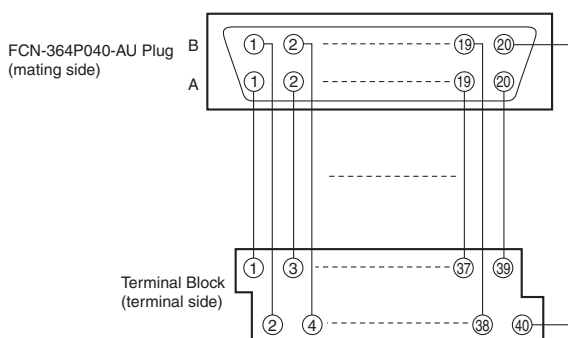 FCN-364P040-AU Plug
(mating side)
B 1 2 19 20
A 1 2 19 20
Terminal Block
(terminal side)
1 3 37 39
2 4 38 40